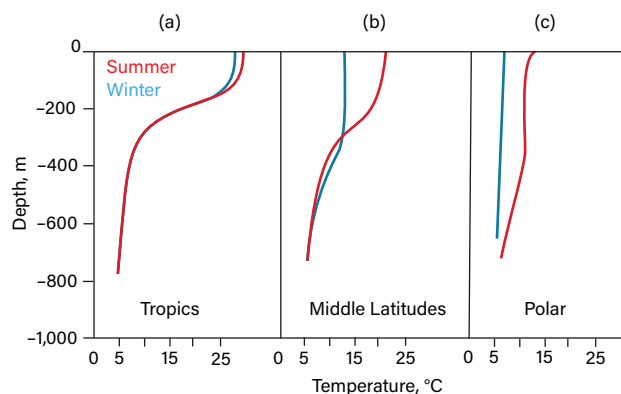 (a) (b) (c)
0
Summer
Winter
–200
–400
–600
–800
–1,000
Depth, m
Tropics Middle Latitudes Polar
0 5 15 25 0 5 15 25 0 5 15 25
Temperature, °C